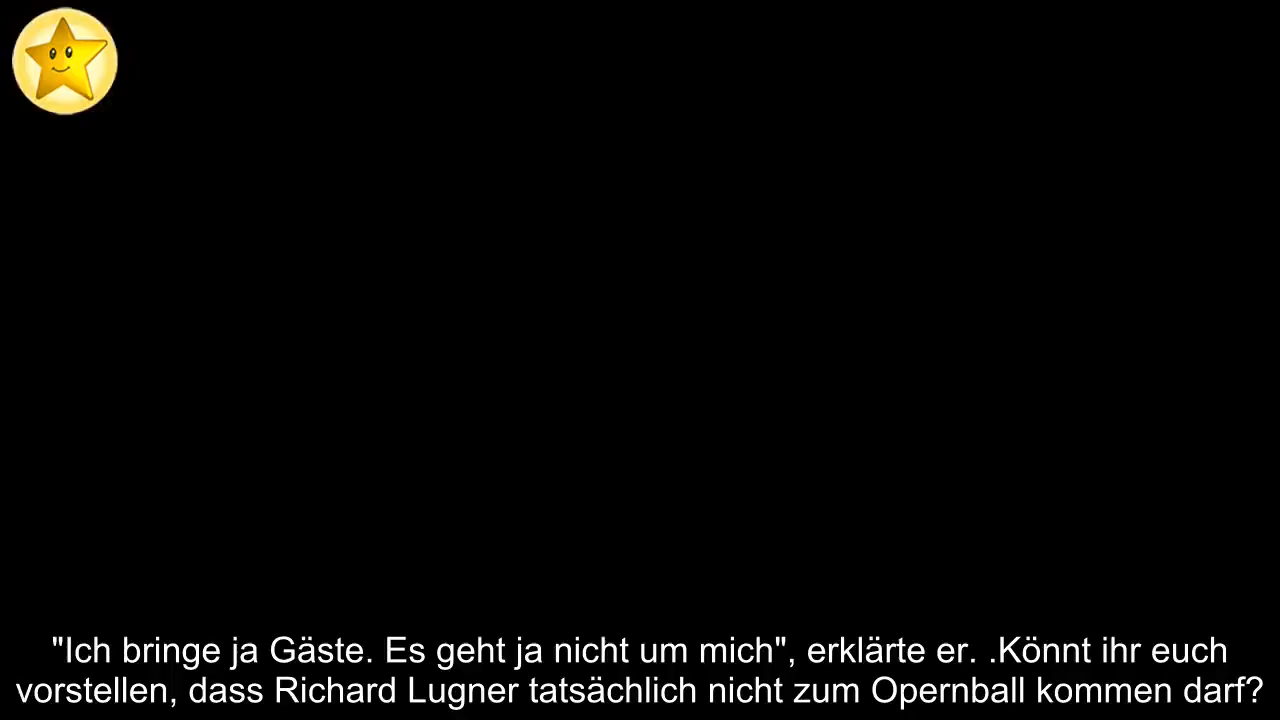 "Ich bringe ja Gäste. Es geht ja nicht um mich", erklärte er. .Könnt ihr euch
vorstellen, dass Richard Lugner tatsächlich nicht zum Opernball kommen darf?